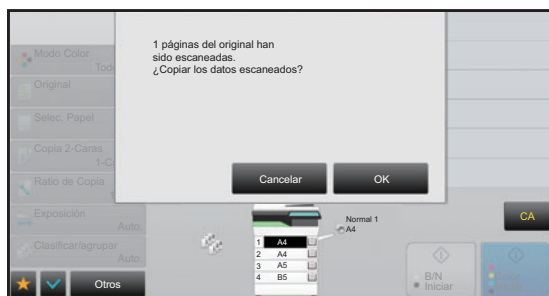 1 páginas del original han
sido escaneadas.
¿Copiar los datos escaneados?
Cancelar
OK
Modo Color
Original
Selec. Papel
Copia 2-Caras
Ratio de Copia
Exposición
Auto.
Clasificar/agrupar
Auto.
Otros
Normal 1
A4
1 A4
2 A4
3 A5
4 B5
CA
B/N
Iniciar